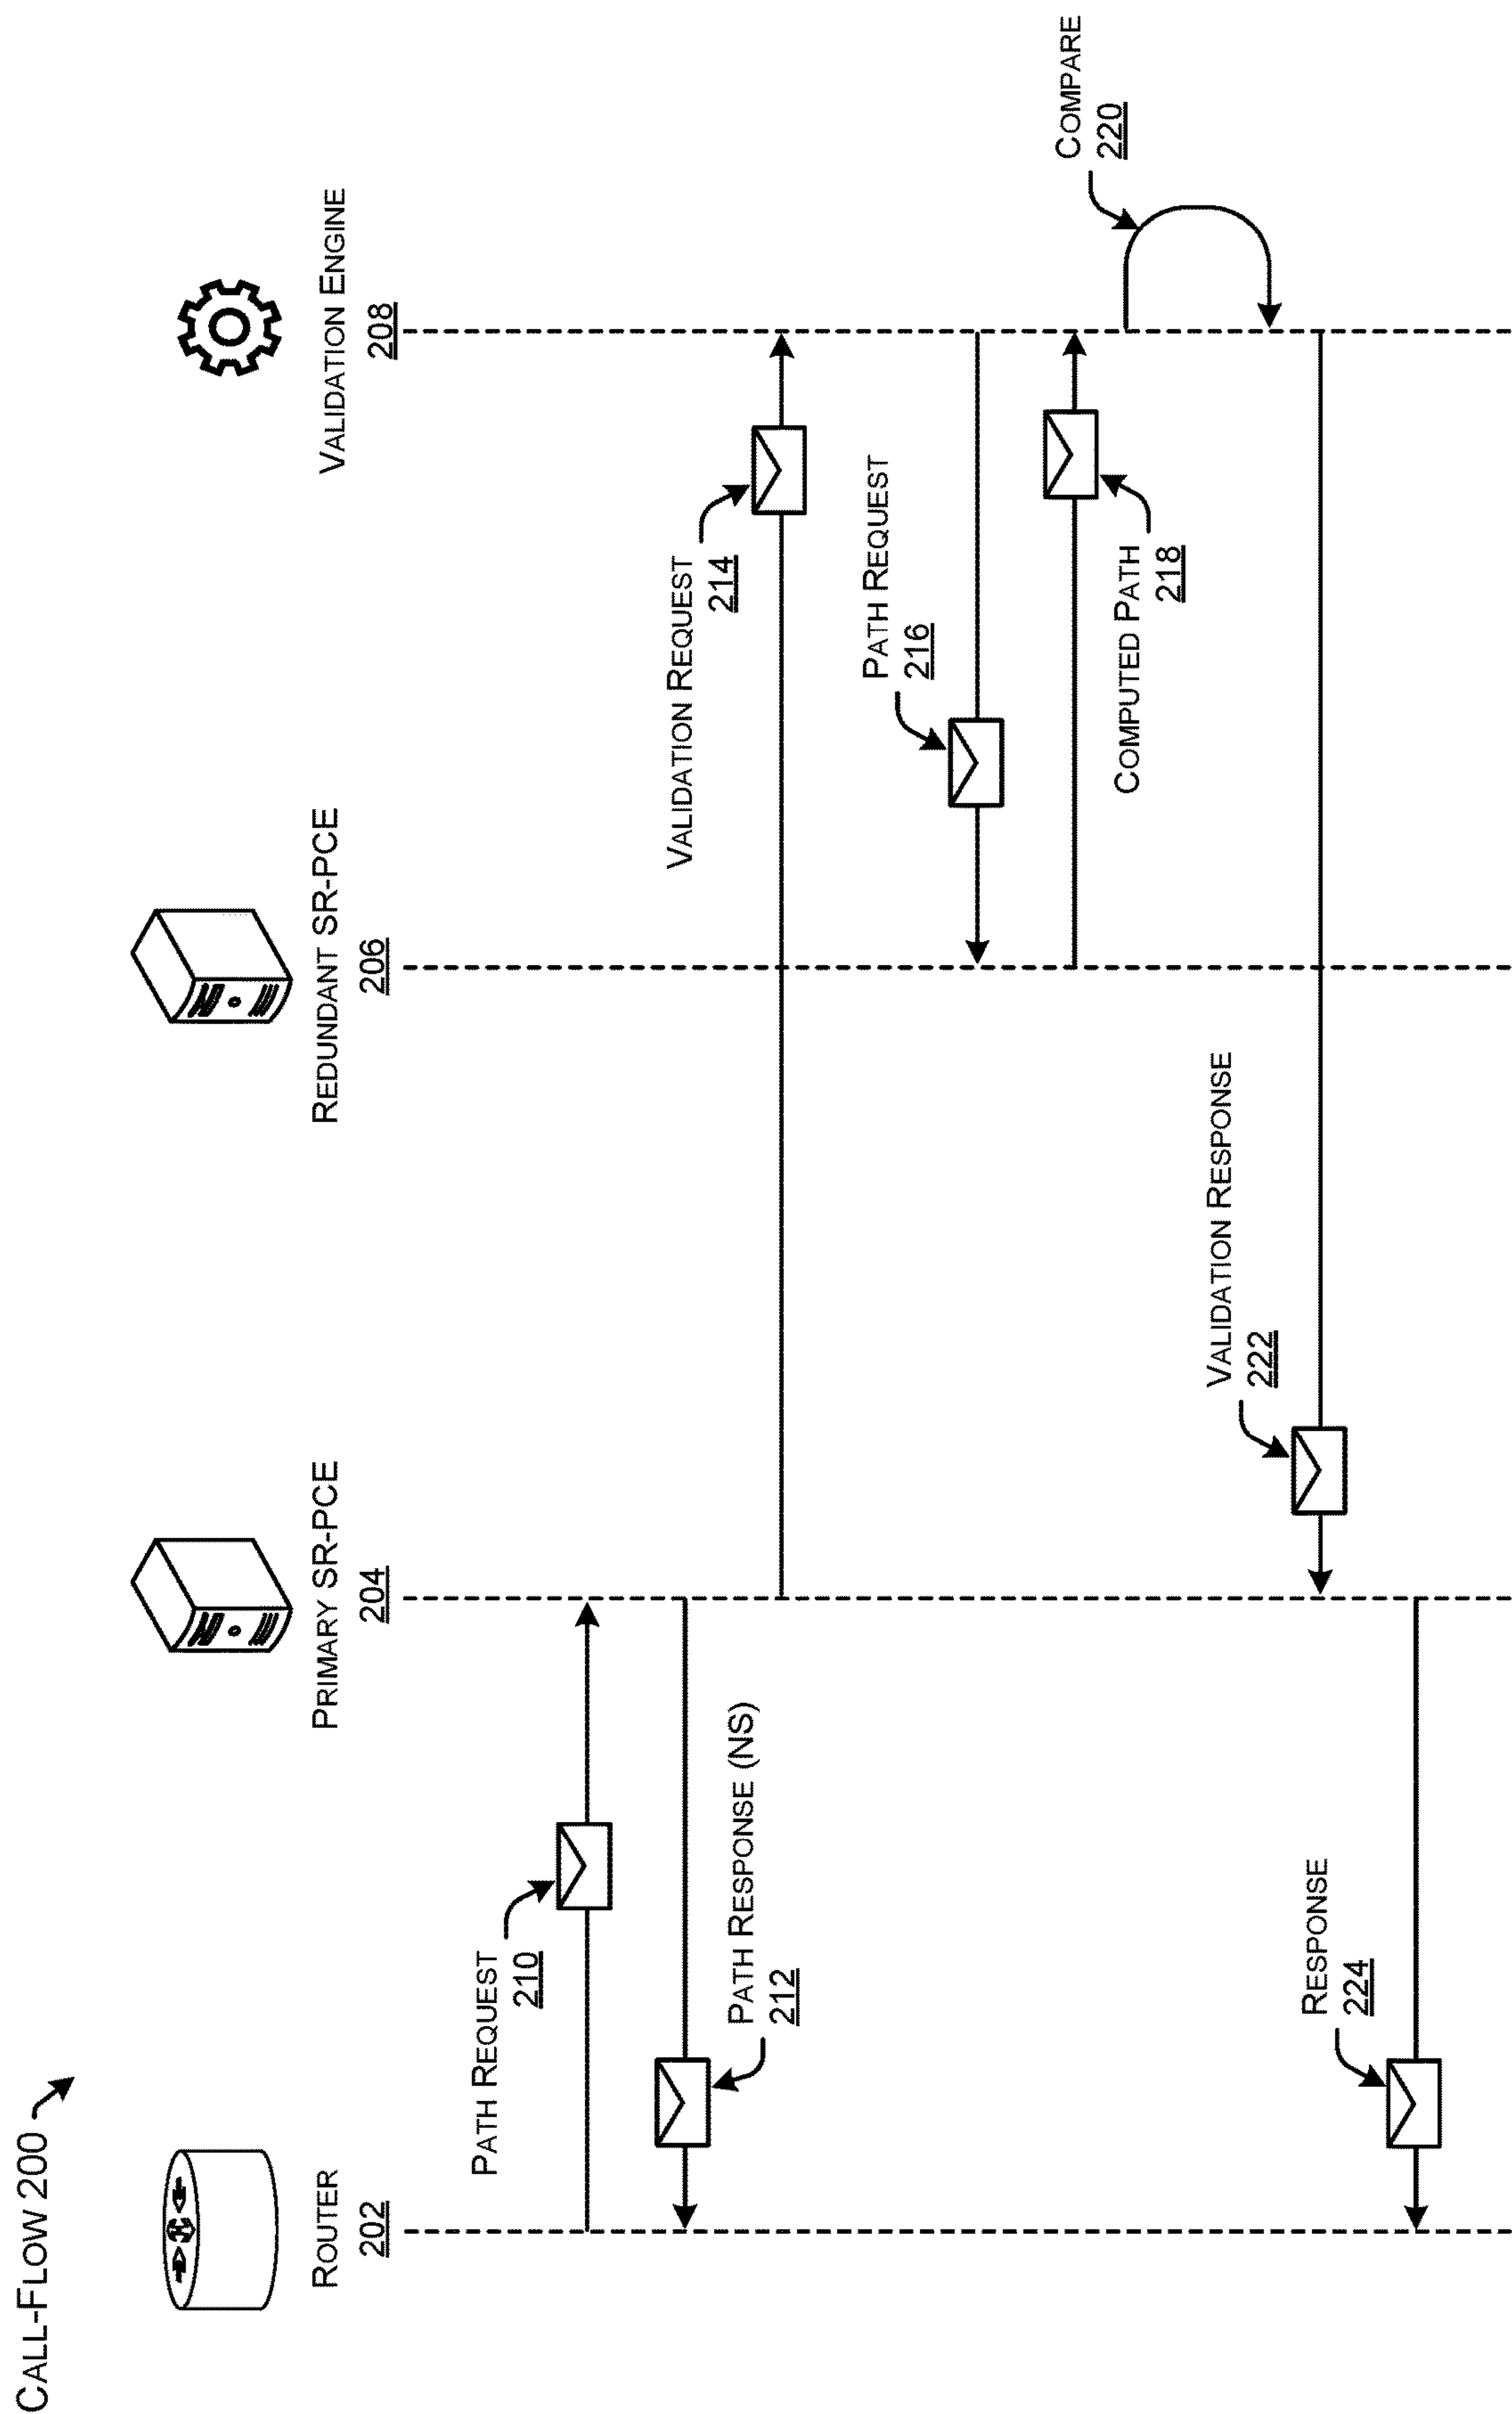 CALL-FLOW 200
ROUTER
202
PRIMARY SR-PCE
204
REDUNDANT SR-PCE
206
VALIDATION ENGINE
208
PATH REQUEST
210
PATH RESPONSE (NS)
212
VALIDATION REQUEST
214
PATH REQUEST
216
COMPUTED PATH
218
COMPARE
220
VALIDATION RESPONSE
222
RESPONSE
224